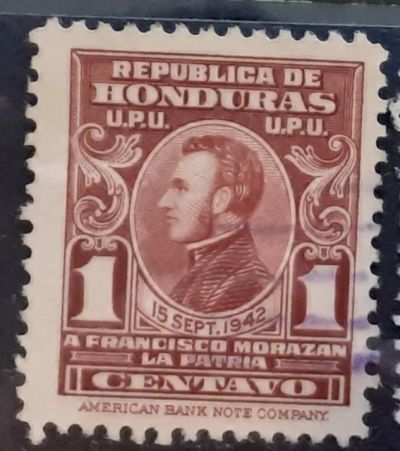 REPUBLICA DE
HONDURAS
U.P.U. U.P.U.
1 1
15 SEPT. 1942
A FRANCISCO MORAZAN
LA PATRIA
CENTAVO
AMERICAN BANK NOTE COMPANY.